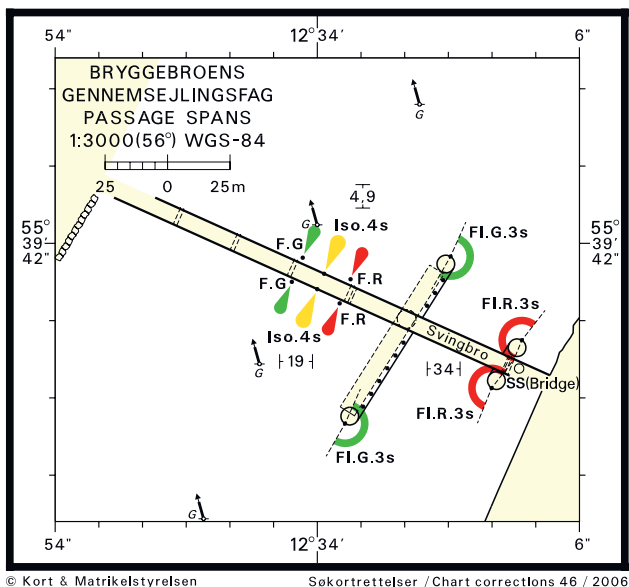 54" 12°34′ 6"
BRYGGEBROENS
GENNEMSEJLINGSFAG
PASSAGE SPANS
1:3000(56°) WGS-84
25 0 25m
G
4,9
G
Iso.4s
Fl.G.3s
55°
39′
42"
55°
39′
42"
F.G
F.R
F.G
F.R
Fl.R.3s
Iso.4s
Svingbro
G
19
34
SS(Bridge)
Fl.R.3s
Fl.G.3s
G
54" 12°34′ 6"
© Kort & Matrikelstyrelsen Søkortrettelser / Chart corrections 46 / 2006